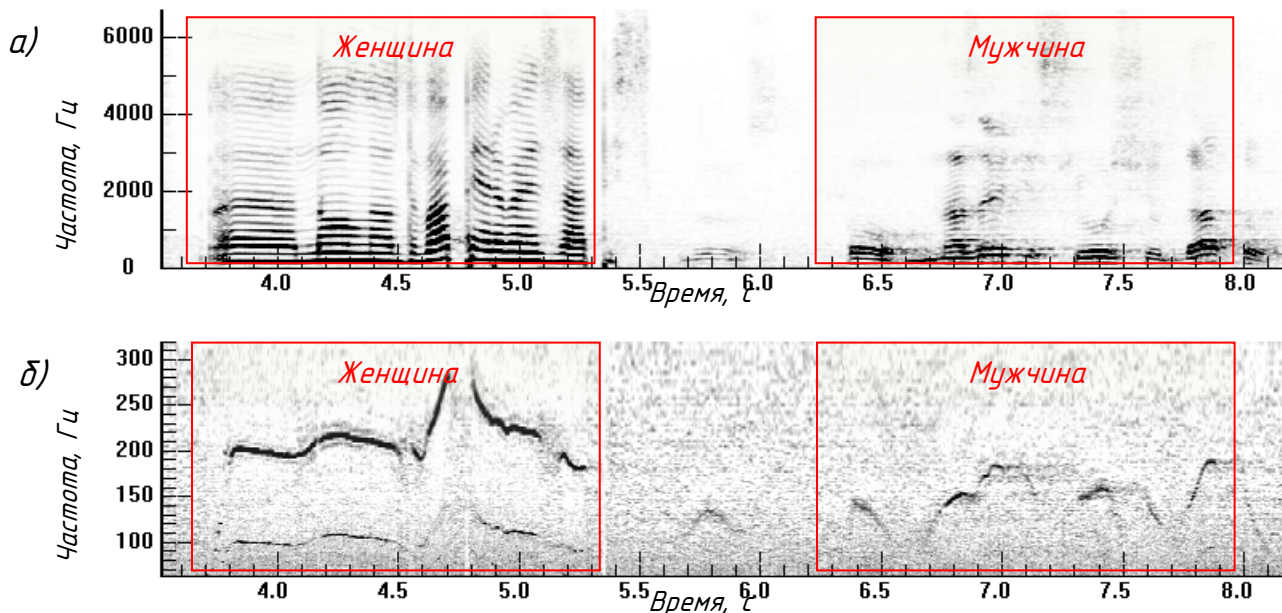 а)
Женщина
Мужчина
Частота, Гц
6000
4000
2000
0
4.0 4.5 5.0 5.5 6.0 6.5 7.0 7.5 8.0
Время, с
б)
Женщина
Мужчина
Частота, Гц
300
250
200
150
100
4.0 4.5 5.0 5.5 6.0 6.5 7.0 7.5 8.0
Время, с